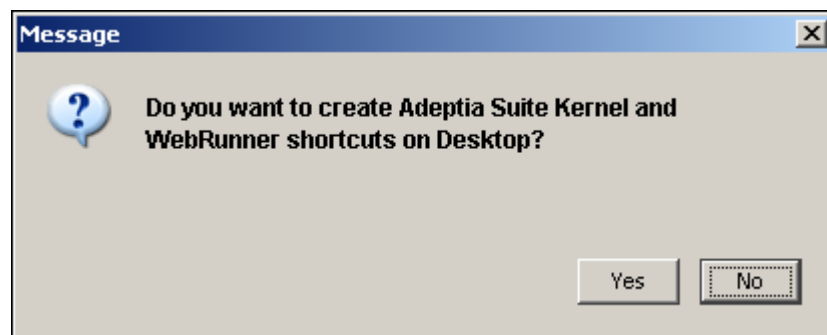 Message
Do you want to create Adeptia Suite Kernel and
WebRunner shortcuts on Desktop?
Yes No